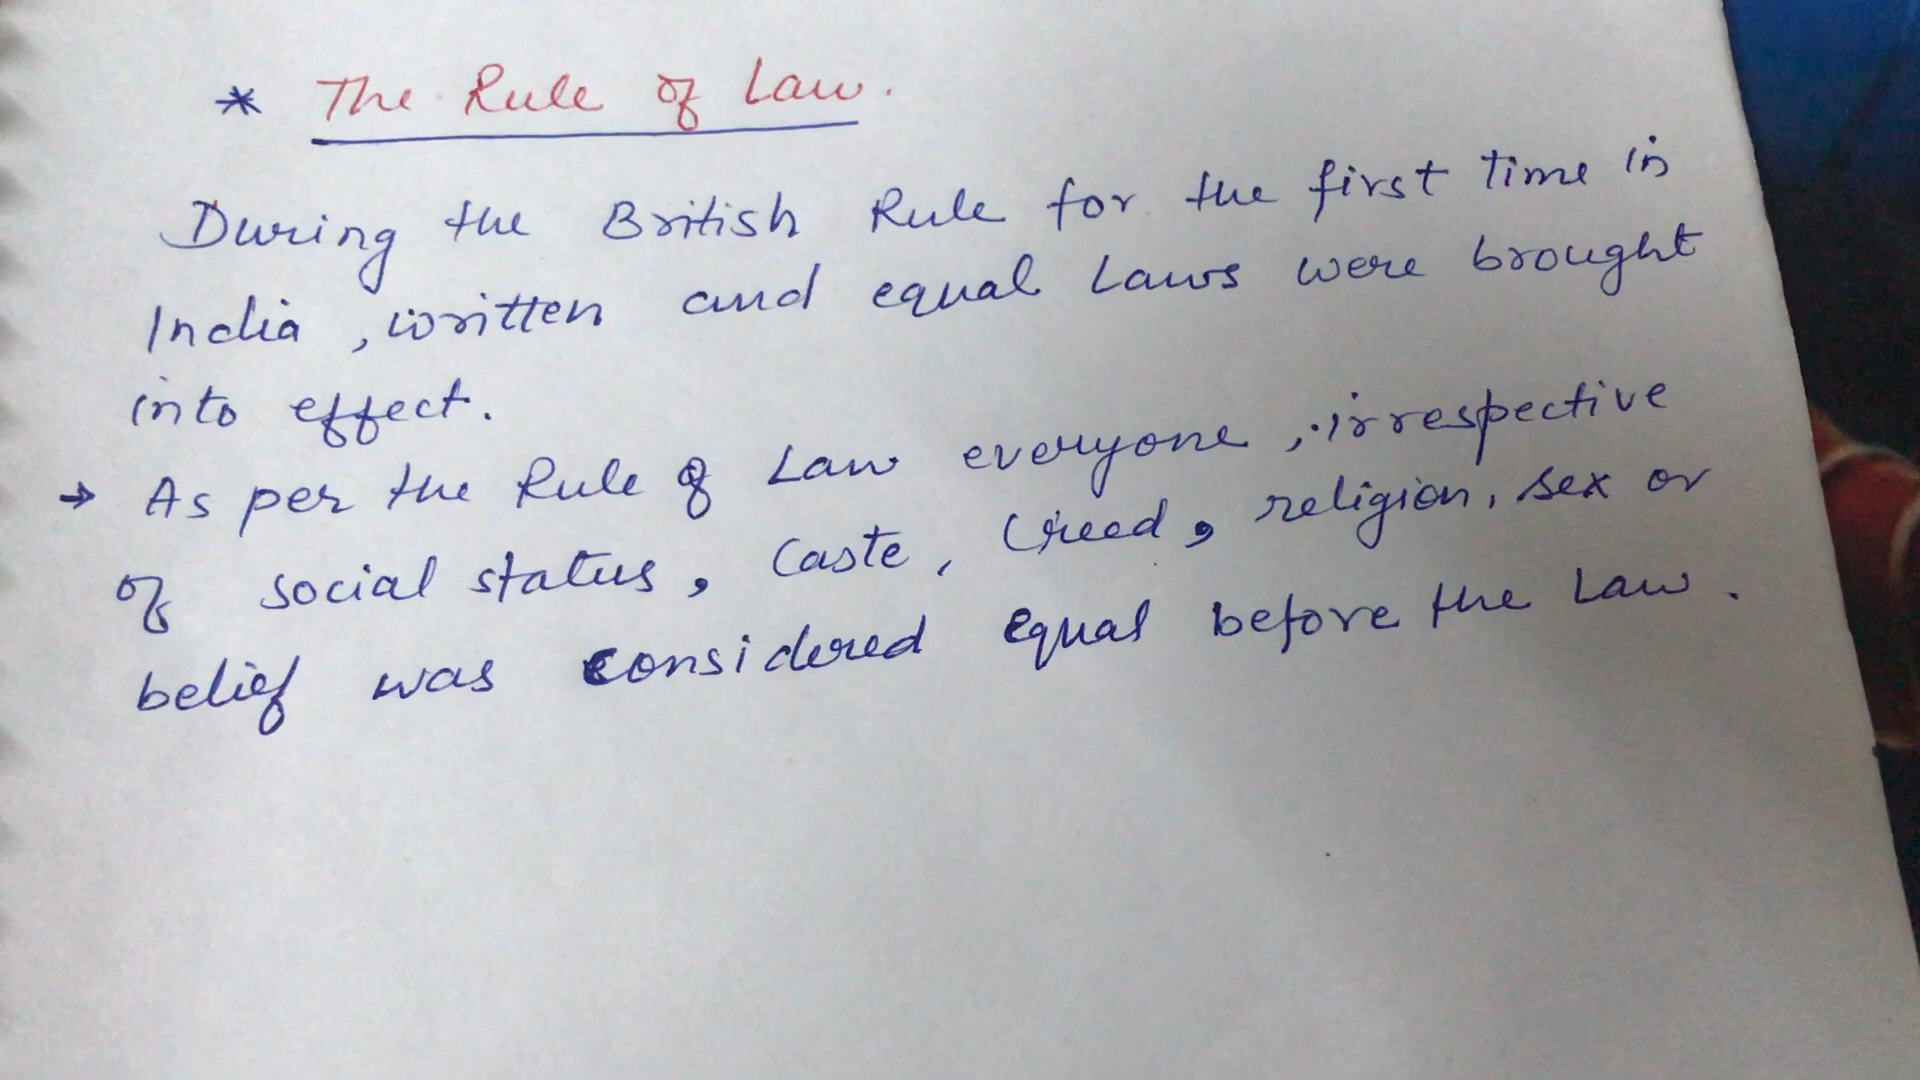 * The Rule of Law.
During the British Rule for the first time in
India, written and equal Laws were brought
into effect.
→ As per the Rule of Law everyone, irrespective
of social status, Caste, Creed, religion, sex or
belief was considered equal before the Law.